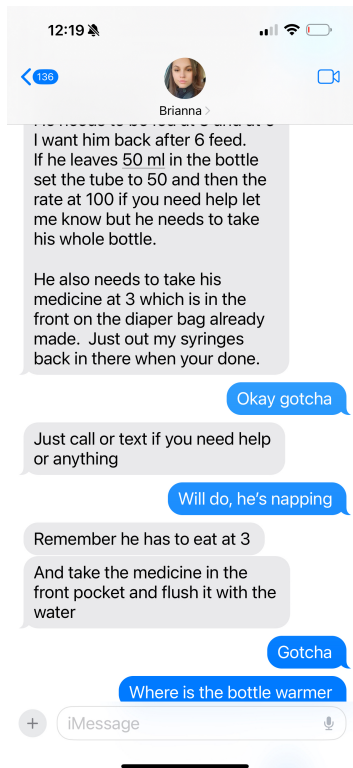 12:19
136
Brianna
I want him back after 6 feed.
If he leaves 50 ml in the bottle
set the tube to 50 and then the
rate at 100 if you need help let
me know but he needs to take
his whole bottle.
He also needs to take his
medicine at 3 which is in the
front on the diaper bag already
made. Just out my syringes
back in there when your done.
Okay gotcha
Just call or text if you need help
or anything
Will do, he's napping
Remember he has to eat at 3
And take the medicine in the
front pocket and flush it with the
water
Gotcha
Where is the bottle warmer
iMessage